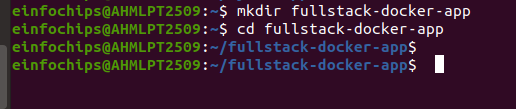 einfochips@AHMLPT2509:~$ mkdir fullstack-docker-app
einfochips@AHMLPT2509:~$ cd fullstack-docker-app
einfochips@AHMLPT2509:~/fullstack-docker-app$
einfochips@AHMLPT2509:~/fullstack-docker-app$